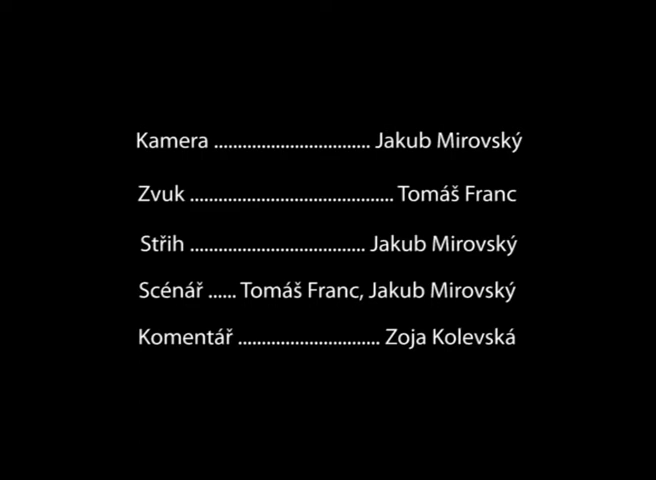 Kamera ................................. Jakub Mirovský
Zvuk ........................................... Tomáš Franc
Střih ..................................... Jakub Mirovský
Scénář ...... Tomáš Franc, Jakub Mirovský
Komentář .............................. Zoja Kolevská